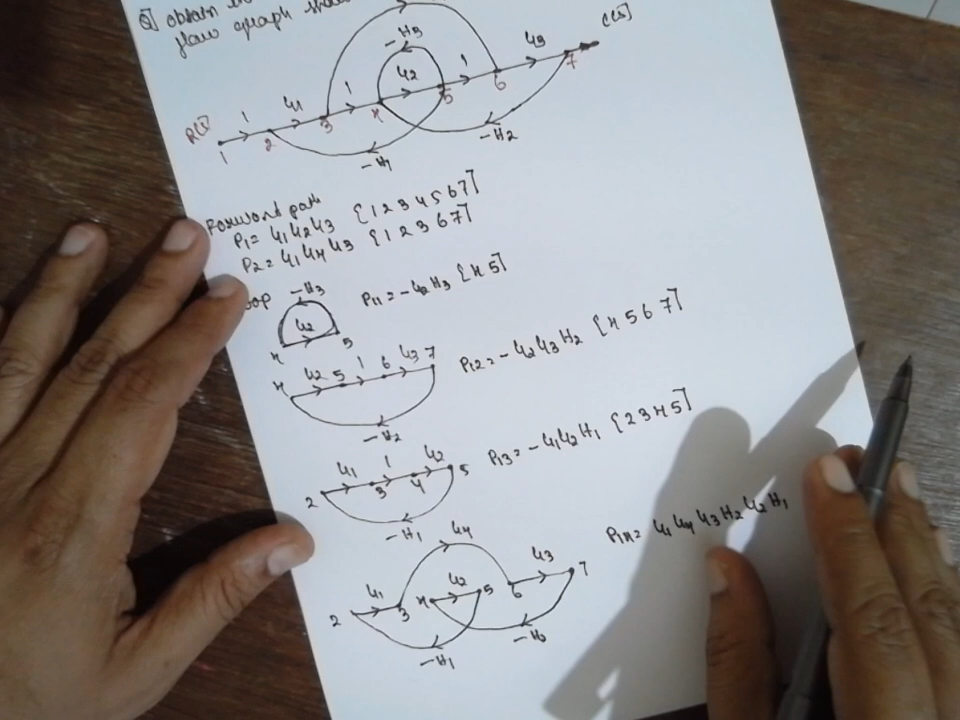 Q] obtain
flow graph
-H3
C(S)
G2
1
G3
G1
1
6
7
1
4
5
R(S)
3
-H2
1
2
-H1
Forword path
P1= G1G2G3 {1 2 3 4 5 6 7]
P2= G1G4 G3 {1 2 3 6 7]
-H3
P11= -G2H3 [4 5]
G2
4
5
G2 5 1 6 G3 7
4
P12= - G2G3H2 [4 5 6 7]
-H2
G1 1 G2
2 3 4 5
P13= - G1G2H1 {2 3 4 5]
-H1
G4
P14= G1G4G3H2G2H1
G1 G2 G3
2 3 4 5 6 7
-H1